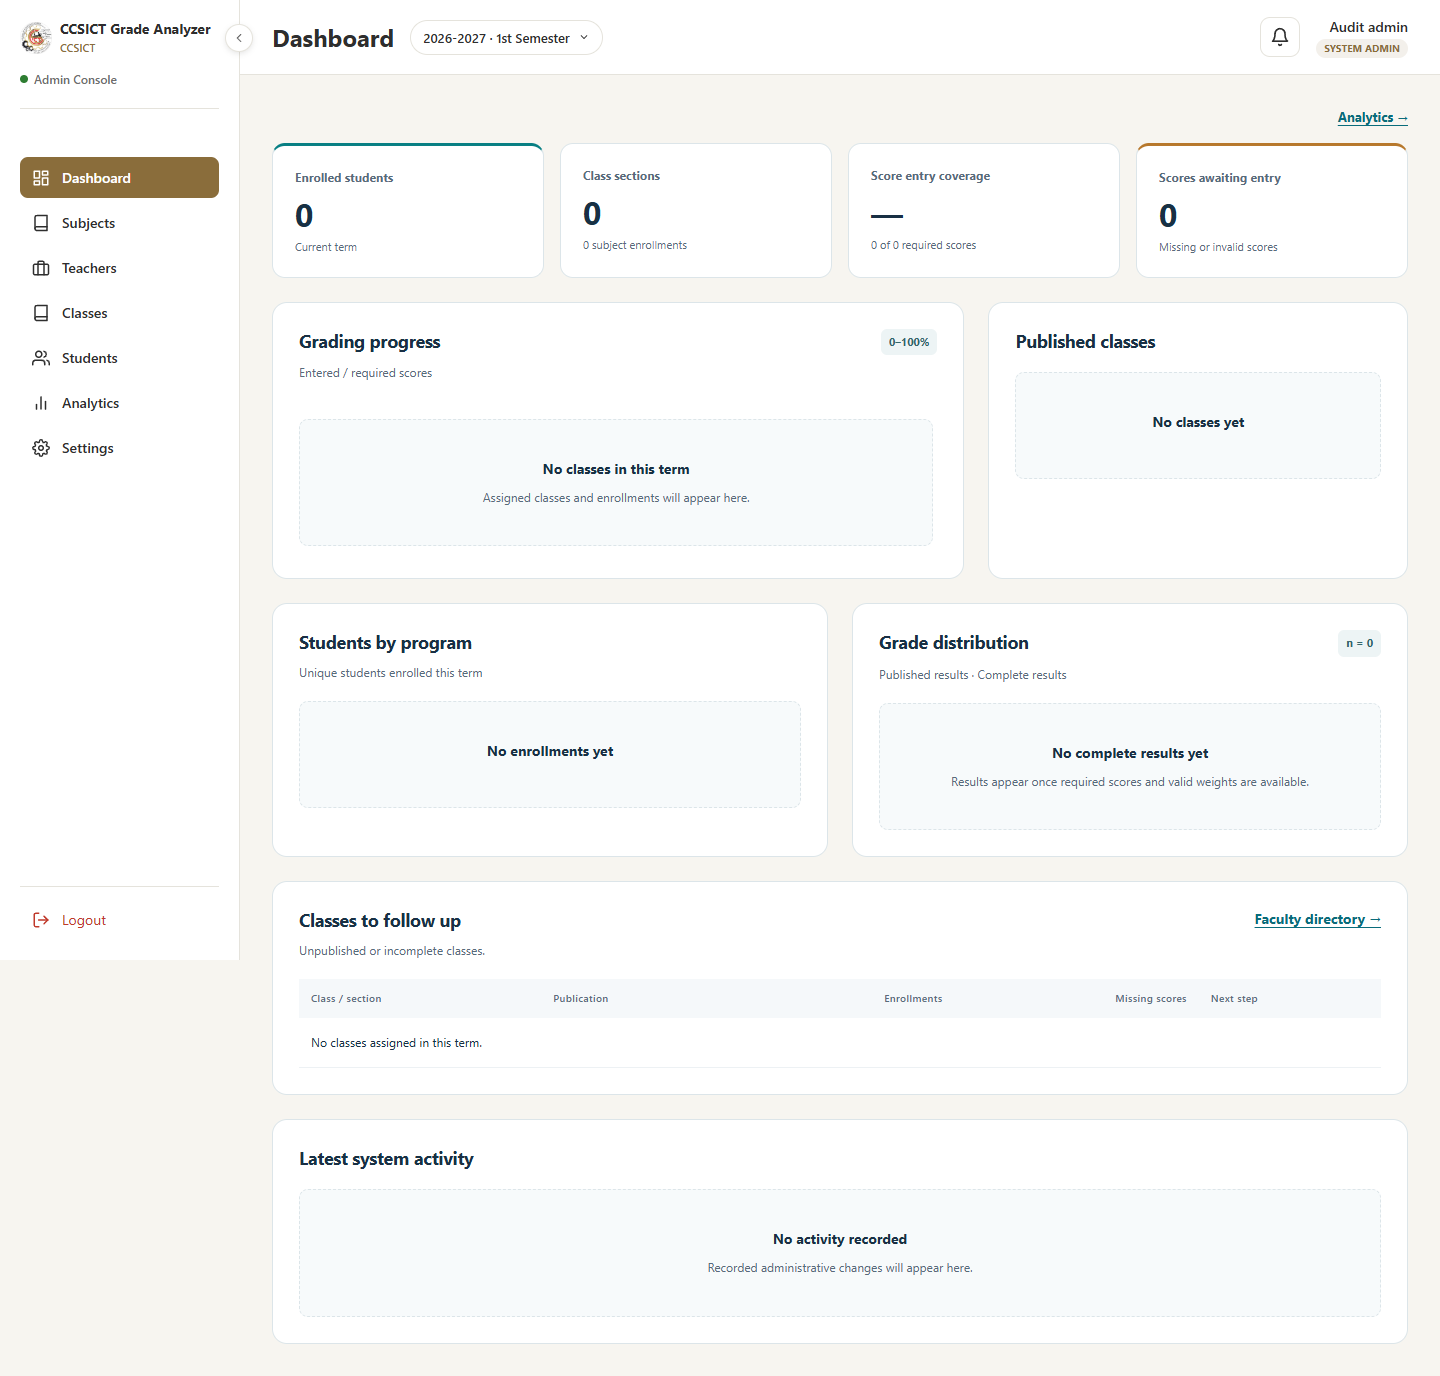 CCSICT Grade Analyzer
CCSICT
Admin Console
Dashboard
Subjects
Teachers
Classes
Students
Analytics
Settings
Logout
Dashboard
2026-2027 · 1st Semester
Audit admin
SYSTEM ADMIN
Analytics →
Enrolled students
0
Current term
Class sections
0
0 subject enrollments
Score entry coverage
—
0 of 0 required scores
Scores awaiting entry
0
Missing or invalid scores
Grading progress
0–100%
Entered / required scores
No classes in this term
Assigned classes and enrollments will appear here.
Published classes
No classes yet
Students by program
Unique students enrolled this term
No enrollments yet
Grade distribution
n = 0
Published results · Complete results
No complete results yet
Results appear once required scores and valid weights are available.
Classes to follow up
Faculty directory →
Unpublished or incomplete classes.
Class / section Publication Enrollments Missing scores Next step
No classes assigned in this term.
Latest system activity
No activity recorded
Recorded administrative changes will appear here.